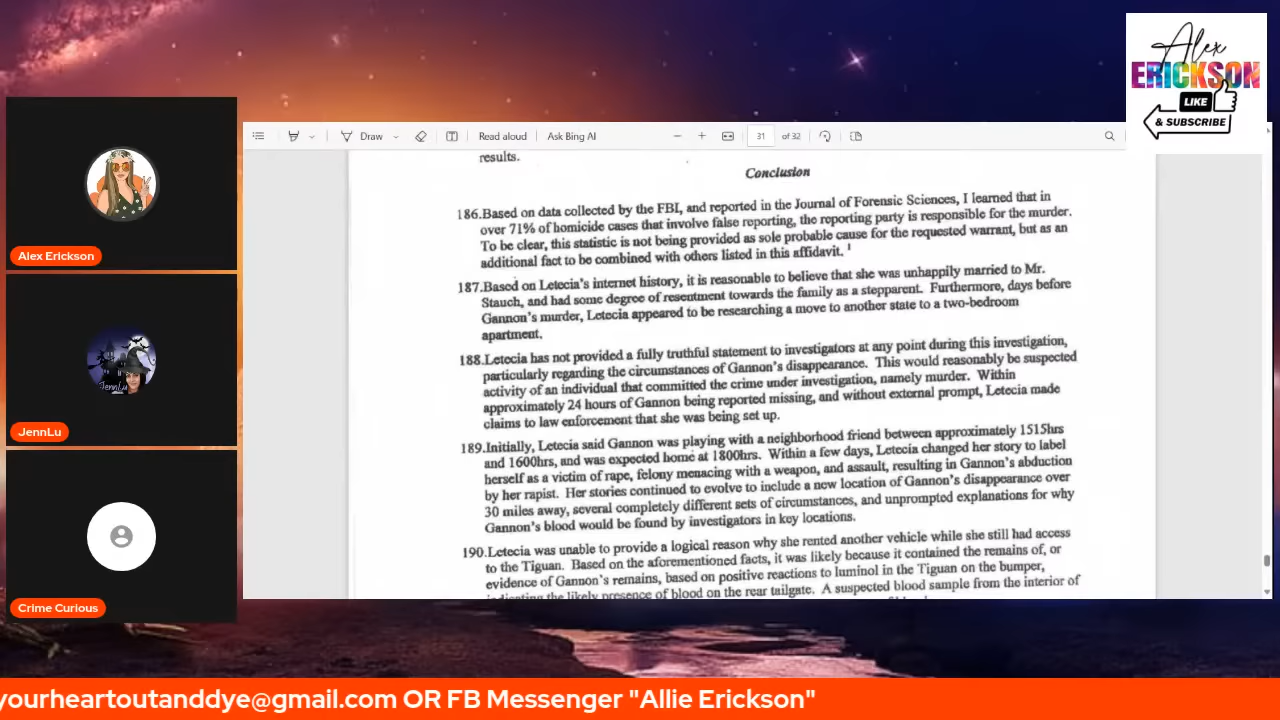 Alex
ERICKSON
LIKE
& SUBSCRIBE
Draw
Read aloud
Ask Bing AI
31
of 32
results.
Conclusion
186.Based on data collected by the FBI, and reported in the Journal of Forensic Sciences, I learned that in
over 71% of homicide cases that involve false reporting, the reporting party is responsible for the murder.
To be clear, this statistic is not being provided as sole probable cause for the requested warrant, but as an
additional fact to be combined with others listed in this affidavit. 1
187.Based on Letecia's internet history, it is reasonable to believe that she was unhappily married to Mr.
Stauch, and had some degree of resentment towards the family as a stepparent. Furthermore, days before
Gannon's murder, Letecia appeared to be researching a move to another state to a two-bedroom
apartment.
188.Letecia has not provided a fully truthful statement to investigators at any point during this investigation,
particularly regarding the circumstances of Gannon's disappearance. This would reasonably be suspected
activity of an individual that committed the crime under investigation, namely murder. Within
approximately 24 hours of Gannon being reported missing, and without external prompt, Letecia made
claims to law enforcement that she was being set up.
189.Initially, Letecia said Gannon was playing with a neighborhood friend between approximately 1515hrs
and 1600hrs, and was expected home at 1800hrs. Within a few days, Letecia changed her story to label
herself as a victim of rape, felony menacing with a weapon, and assault, resulting in Gannon's abduction
by her rapist. Her stories continued to evolve to include a new location of Gannon's disappearance over
30 miles away, several completely different sets of circumstances, and unprompted explanations for why
Gannon's blood would be found by investigators in key locations.
190.Letecia was unable to provide a logical reason why she rented another vehicle while she still had access
to the Tiguan. Based on the aforementioned facts, it was likely because it contained the remains of, or
evidence of Gannon's remains, based on positive reactions to luminol in the Tiguan on the bumper,
indicating the likely presence of blood on the rear tailgate. A suspected blood sample from the interior of
Alex Erickson
JennLu
JennLu
Crime Curious
yourheartoutanddye@gmail.com OR FB Messenger "Allie Erickson"